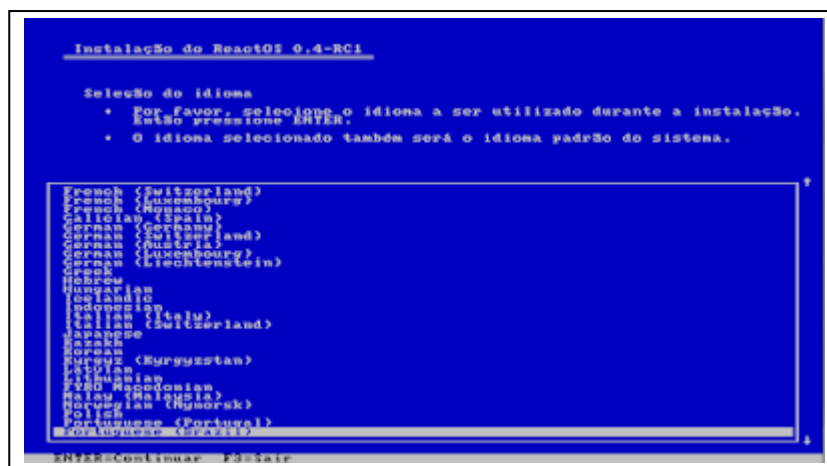 Instalação do ReactOS 0.4-RC1
Seleção do idioma
• Por favor, selecione o idioma a ser utilizado durante a instalação.
Então pressione ENTER.
• O idioma selecionado também será o idioma padrão do sistema.
French (Switzerland)
French (Luxembourg)
French (Monaco)
Galician (Spain)
German (Germany)
German (Switzerland)
German (Austria)
German (Luxembourg)
German (Liechtenstein)
Greek
Hebrew
Hungarian
Icelandic
Indonesian
Italian (Italy)
Italian (Switzerland)
Japanese
Kazakh
Korean
Kyrgyz (Kyrgyzstan)
Latvian
Lithuanian
FYRO Macedonian
Malay (Malaysia)
Norwegian (Nynorsk)
Polish
Portuguese (Portugal)
Portuguese (Brazil)
ENTER=Continuar F3=Sair